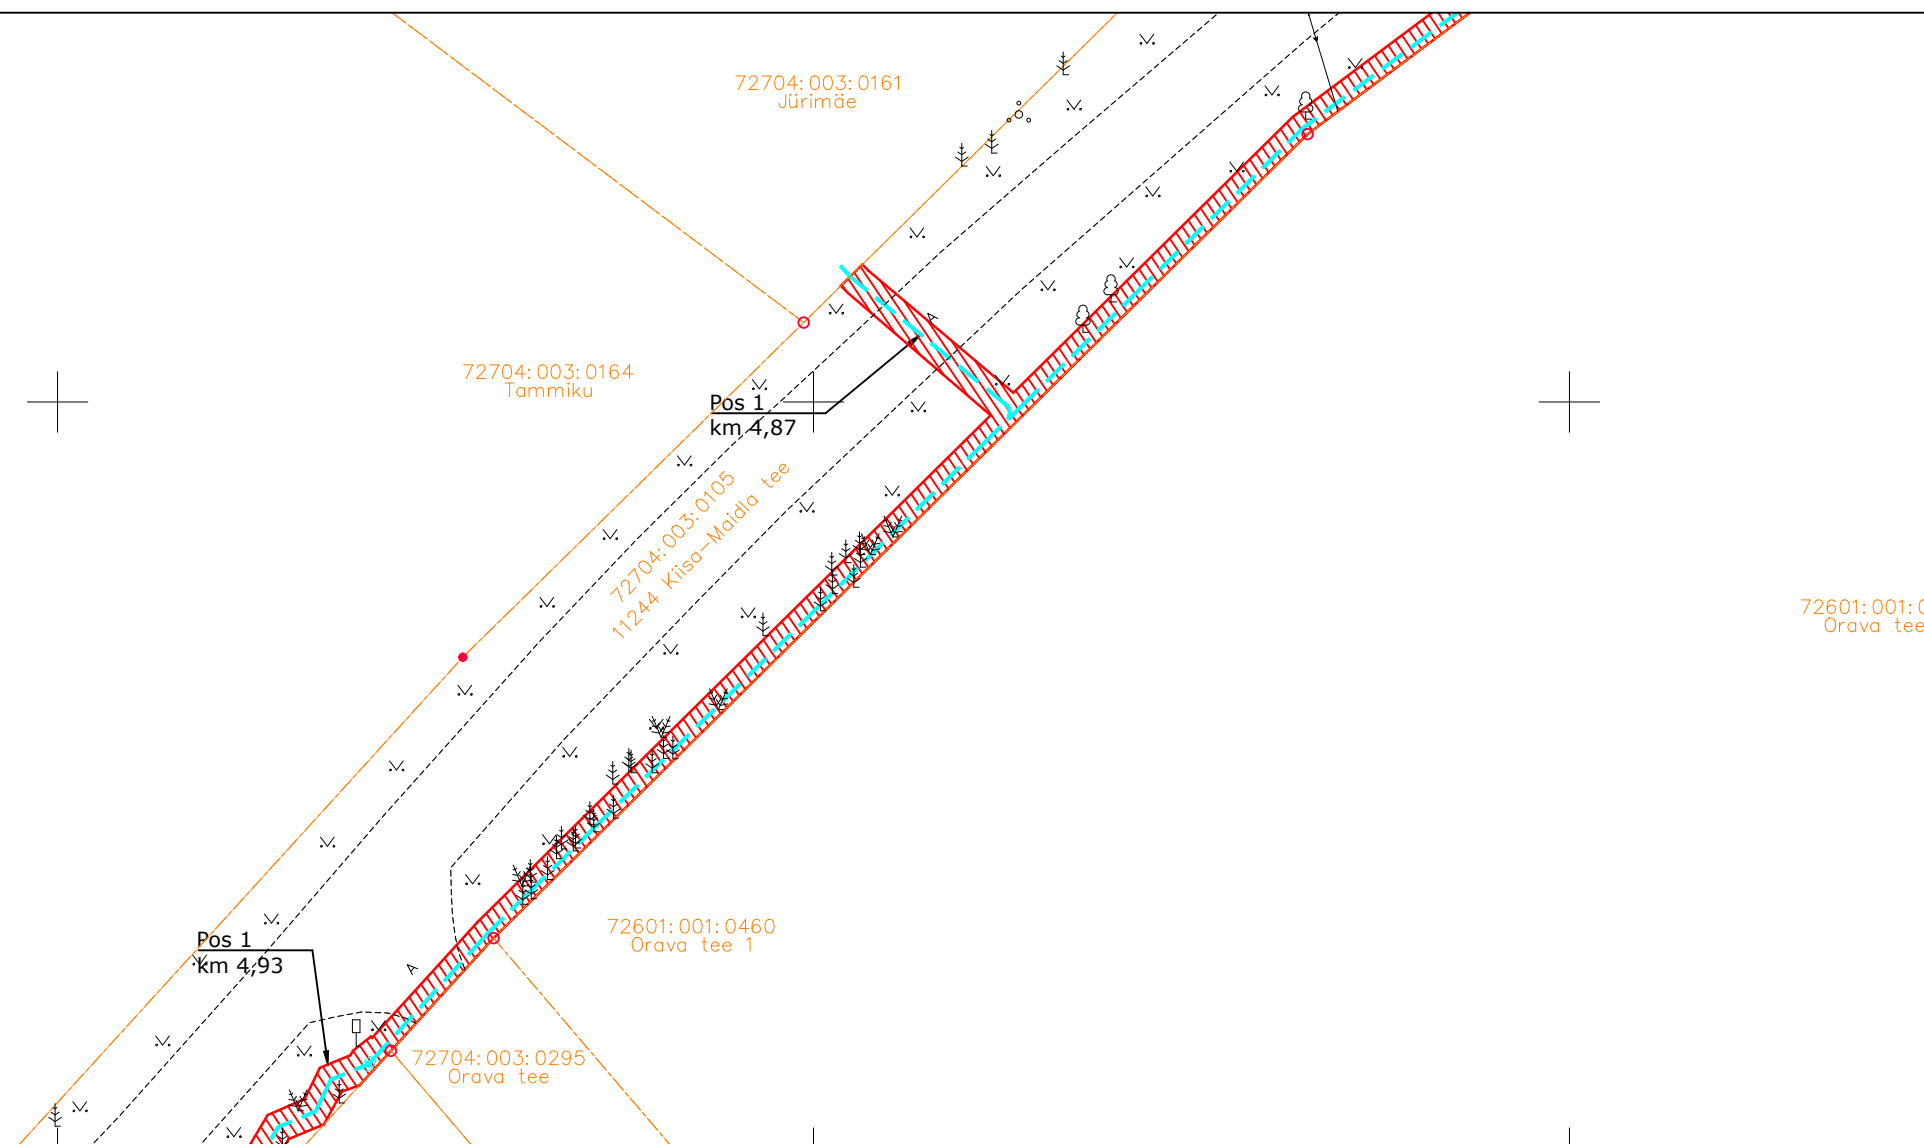 72704:003:0161
Jürimäe
72704:003:0164
Tammiku
Pos 1
km 4,87
A
72704:003:0105
11244 Kiisa-Maidla tee
72601:001:0
Orava tee
72601:001:0460
Orava tee 1
Pos 1
km 4,93
A
72704:003:0295
Orava tee